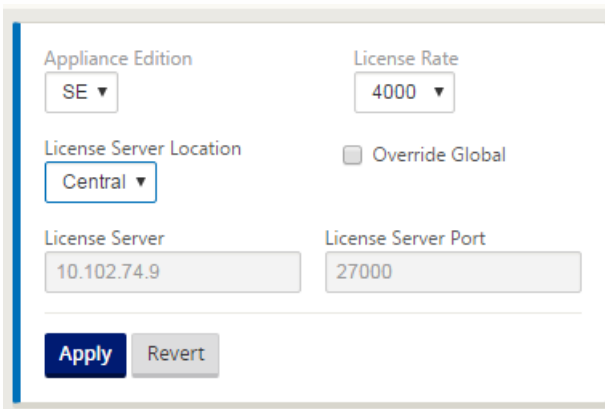 Appliance Edition License Rate
SE 4000
License Server Location
Override Global
Central
License Server License Server Port
10.102.74.9 27000
Apply Revert